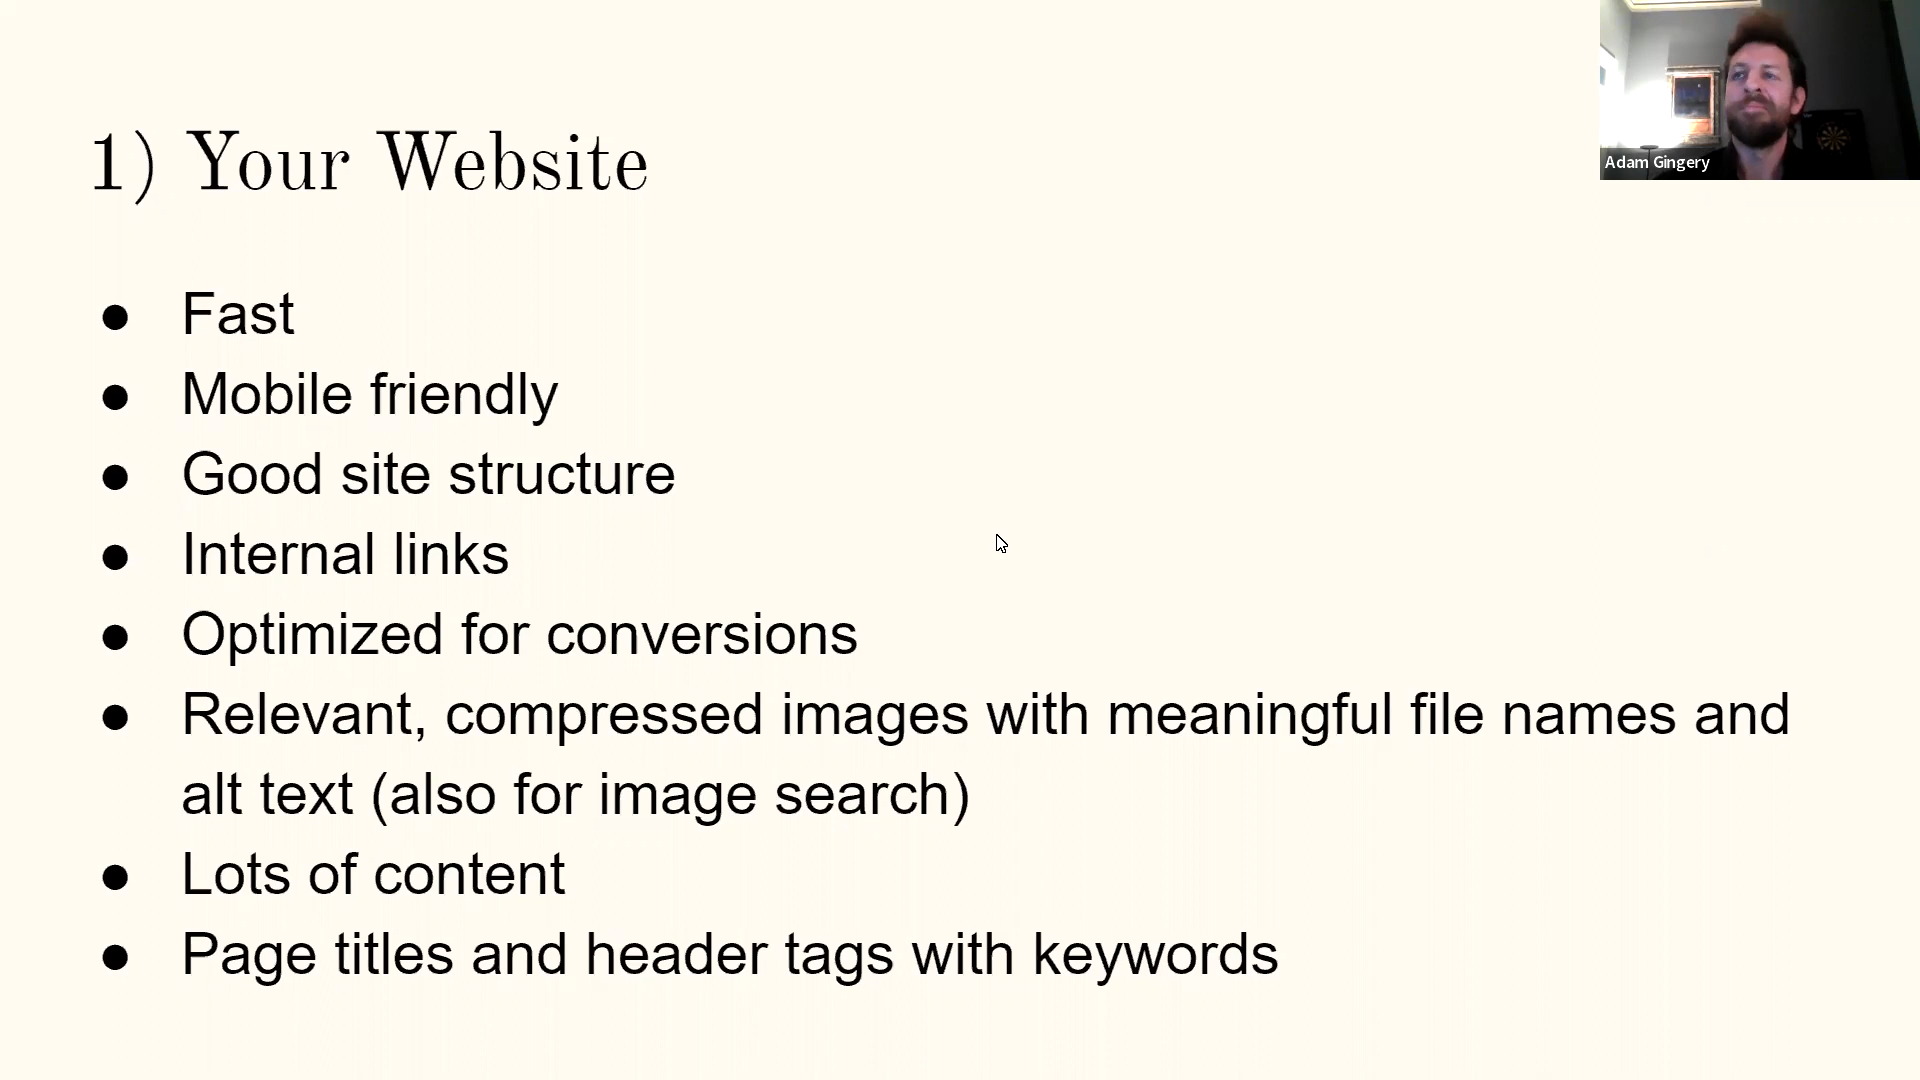 1) Your Website
Adam Gingery
● Fast
● Mobile friendly
● Good site structure
● Internal links
● Optimized for conversions
● Relevant, compressed images with meaningful file names and
alt text (also for image search)
● Lots of content
● Page titles and header tags with keywords